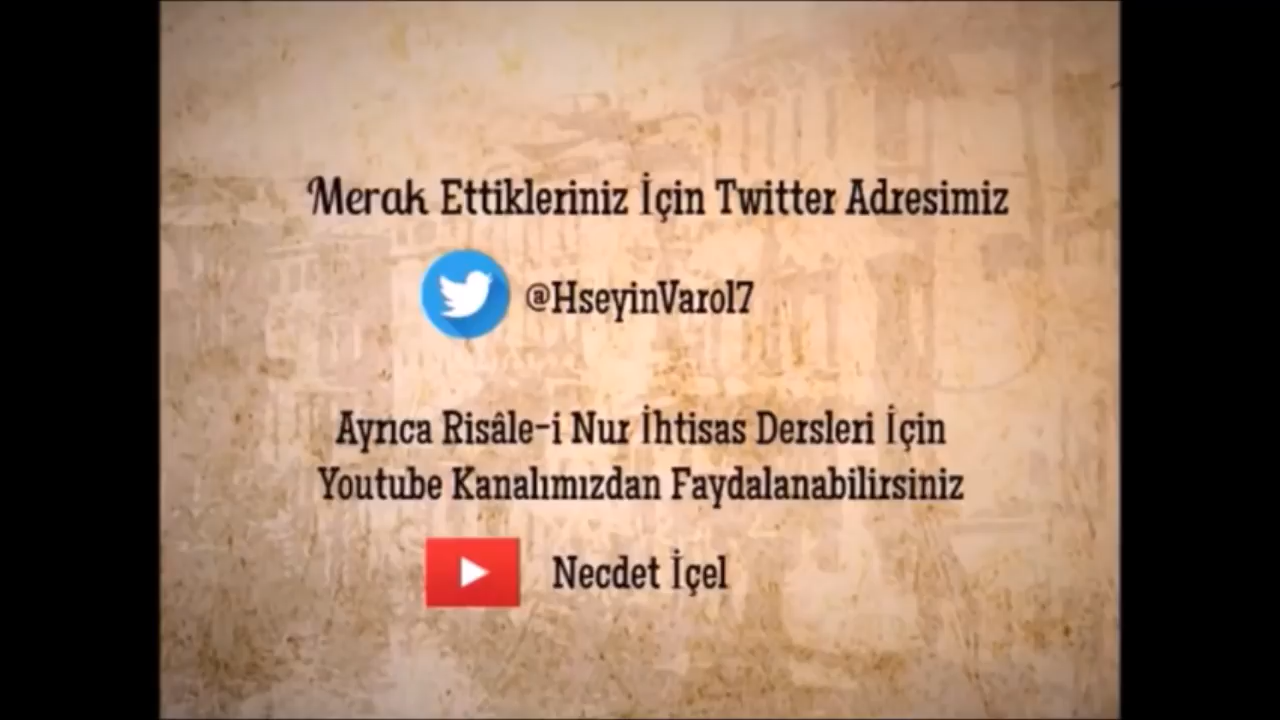 Merak Ettikleriniz İçin Twitter Adresimiz
@HseyinVarol7
Ayrıca Risâle-i Nur İhtisas Dersleri İçin
Youtube Kanalımızdan Faydalanabilirsiniz
Necdet İçel